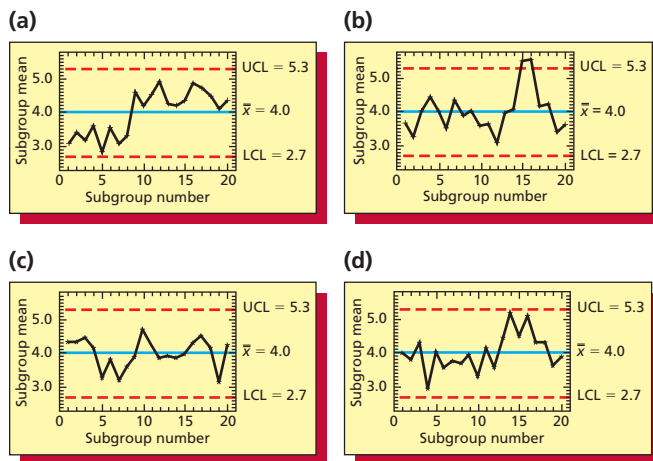 (a)
Subgroup mean
5.0
4.0
3.0
UCL = 5.3
x̿ = 4.0
LCL = 2.7
0 5 10 15 20
Subgroup number
(b)
Subgroup mean
5.0
4.0
3.0
UCL = 5.3
x̿ = 4.0
LCL = 2.7
0 5 10 15 20
Subgroup number
(c)
Subgroup mean
5.0
4.0
3.0
UCL = 5.3
x̿ = 4.0
LCL = 2.7
0 5 10 15 20
Subgroup number
(d)
Subgroup mean
5.0
4.0
3.0
UCL = 5.3
x̿ = 4.0
LCL = 2.7
0 5 10 15 20
Subgroup number